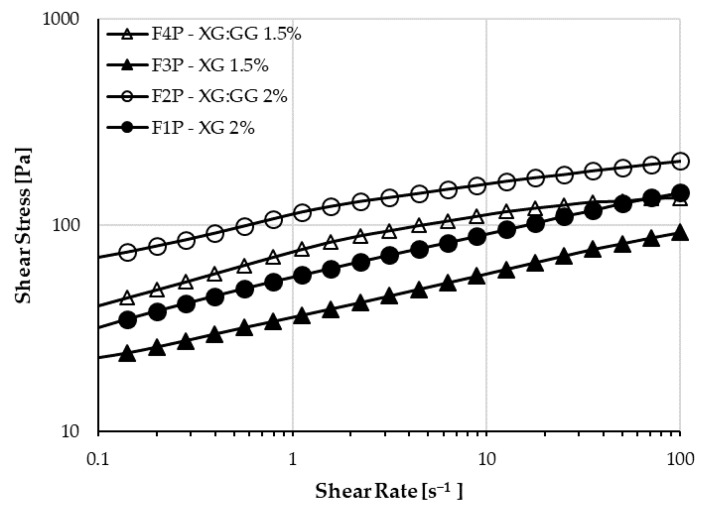 1000
F4P - XG:GG 1.5%
F3P - XG 1.5%
F2P - XG:GG 2%
F1P - XG 2%
Shear Stress [Pa]
100
10
0.1 1 10 100
Shear Rate [s⁻¹ ]